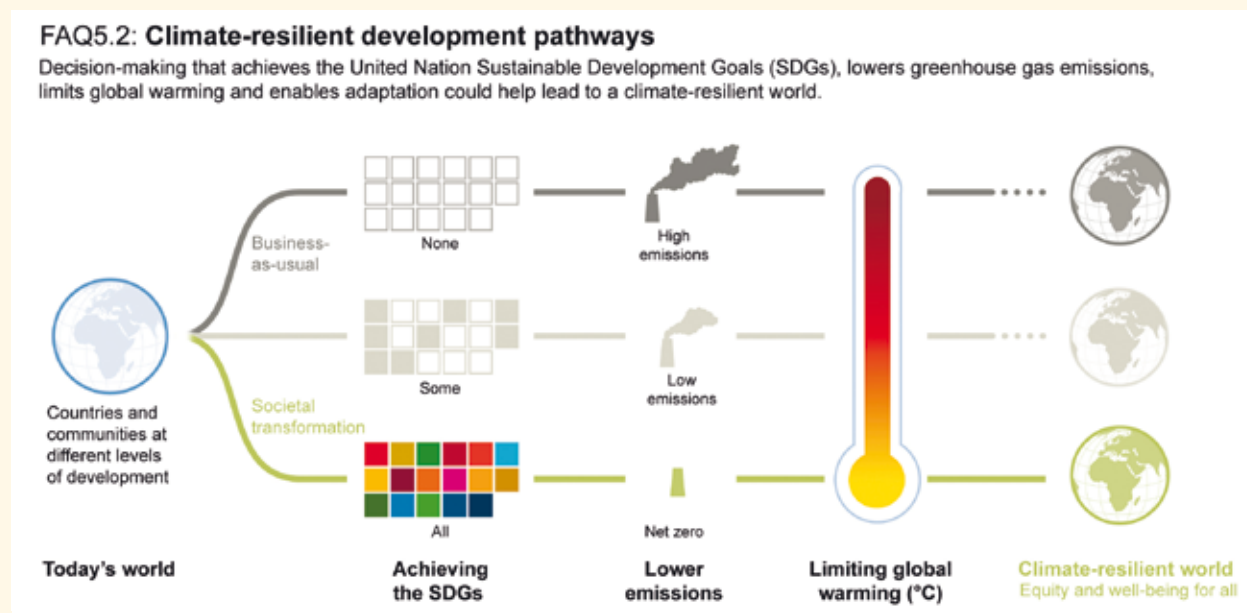 FAQ5.2: Climate-resilient development pathways
Decision-making that achieves the United Nation Sustainable Development Goals (SDGs), lowers greenhouse gas emissions,
limits global warming and enables adaptation could help lead to a climate-resilient world.
Business-
as-usual
None
High
emissions
Some
Low
emissions
Countries and
communities at
different levels
of development
Societal
transformation
All
Net zero
Today's world
Achieving
the SDGs
Lower
emissions
Limiting global
warming (°C)
Climate-resilient world
Equity and well-being for all